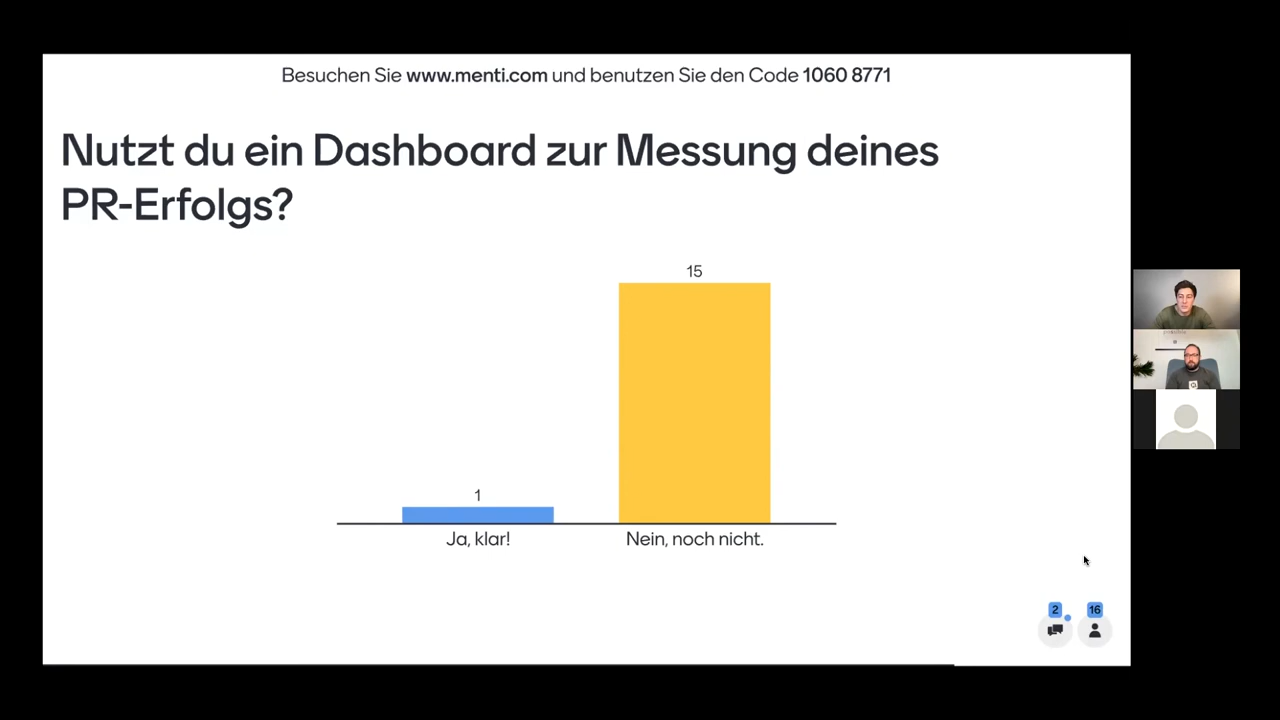 Besuchen Sie www.menti.com und benutzen Sie den Code 1060 8771
Nutzt du ein Dashboard zur Messung deines
PR-Erfolgs?
15
1
Ja, klar!
Nein, noch nicht.
2
16